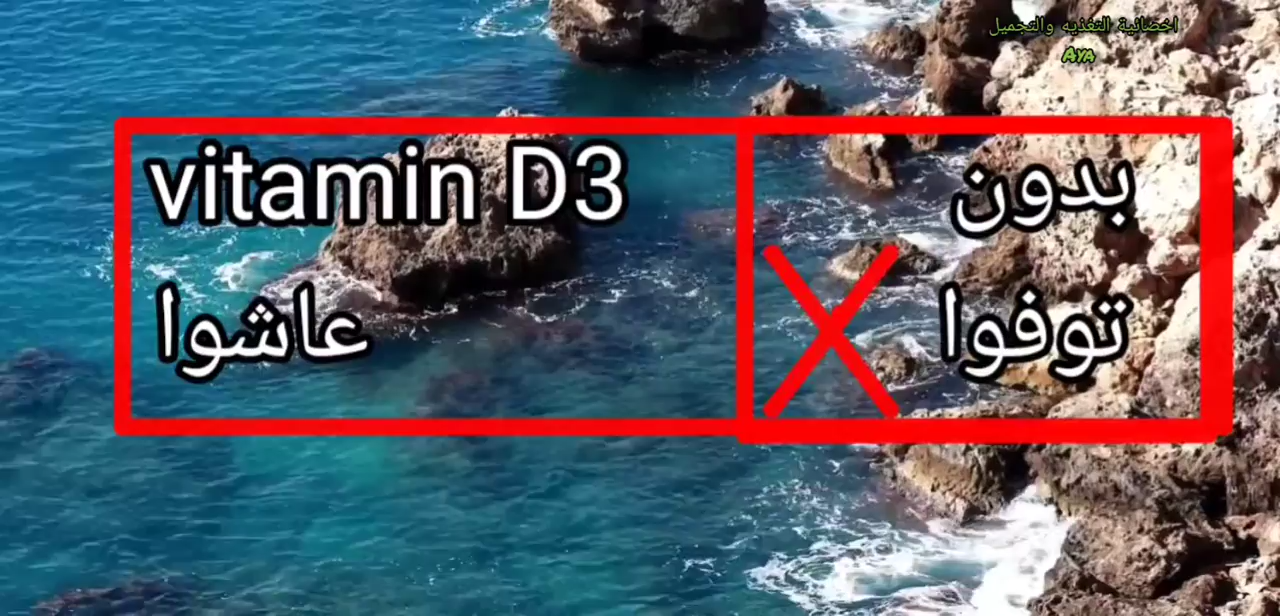 اخصائية التغذيه والتجميل
AYA
vitamin D3
عاشوا
بدون
توفوا